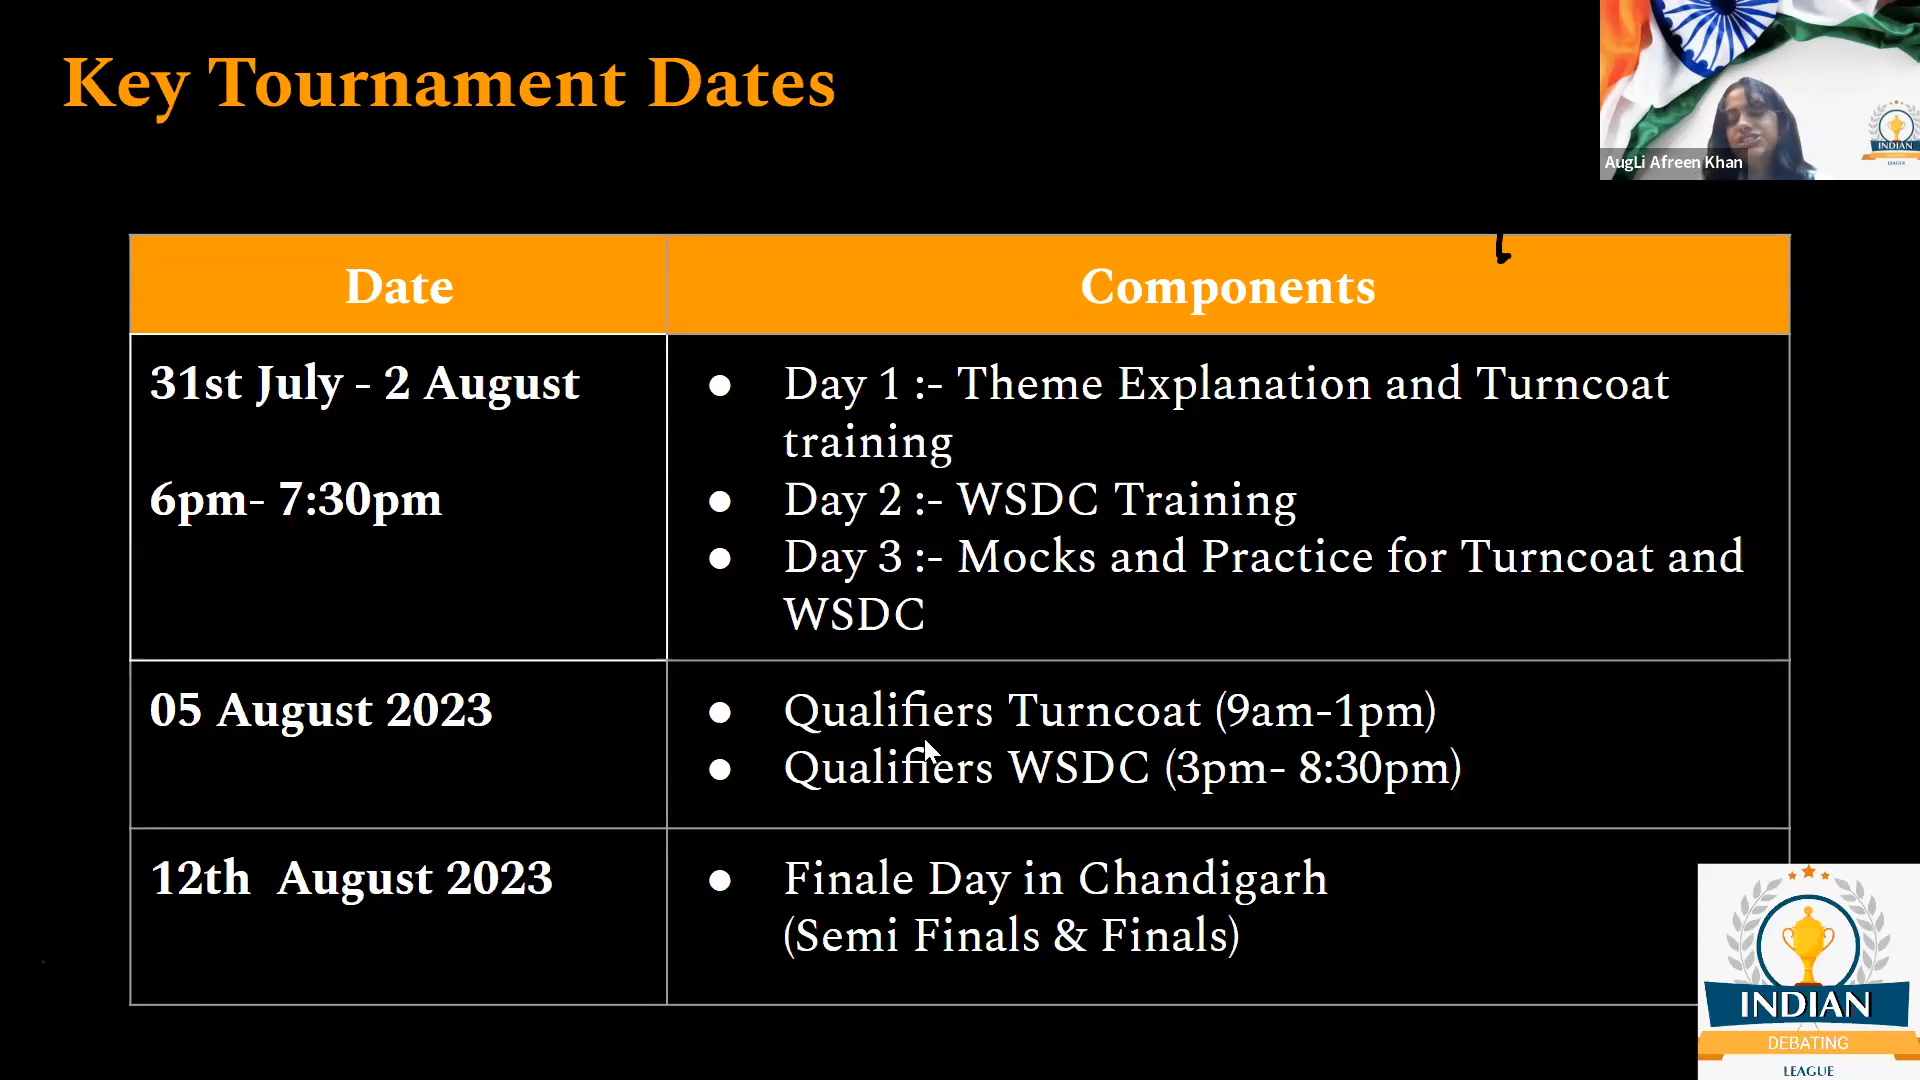 Key Tournament Dates
AugLi Afreen Khan
INDIAN
LEAGUE
Date
Components
31st July - 2 August
6pm- 7:30pm
● Day 1 :- Theme Explanation and Turncoat
training
● Day 2 :- WSDC Training
● Day 3 :- Mocks and Practice for Turncoat and
WSDC
05 August 2023
● Qualifiers Turncoat (9am-1pm)
● Qualifiers WSDC (3pm- 8:30pm)
12th August 2023
● Finale Day in Chandigarh
(Semi Finals & Finals)
INDIAN
DEBATING
LEAGUE